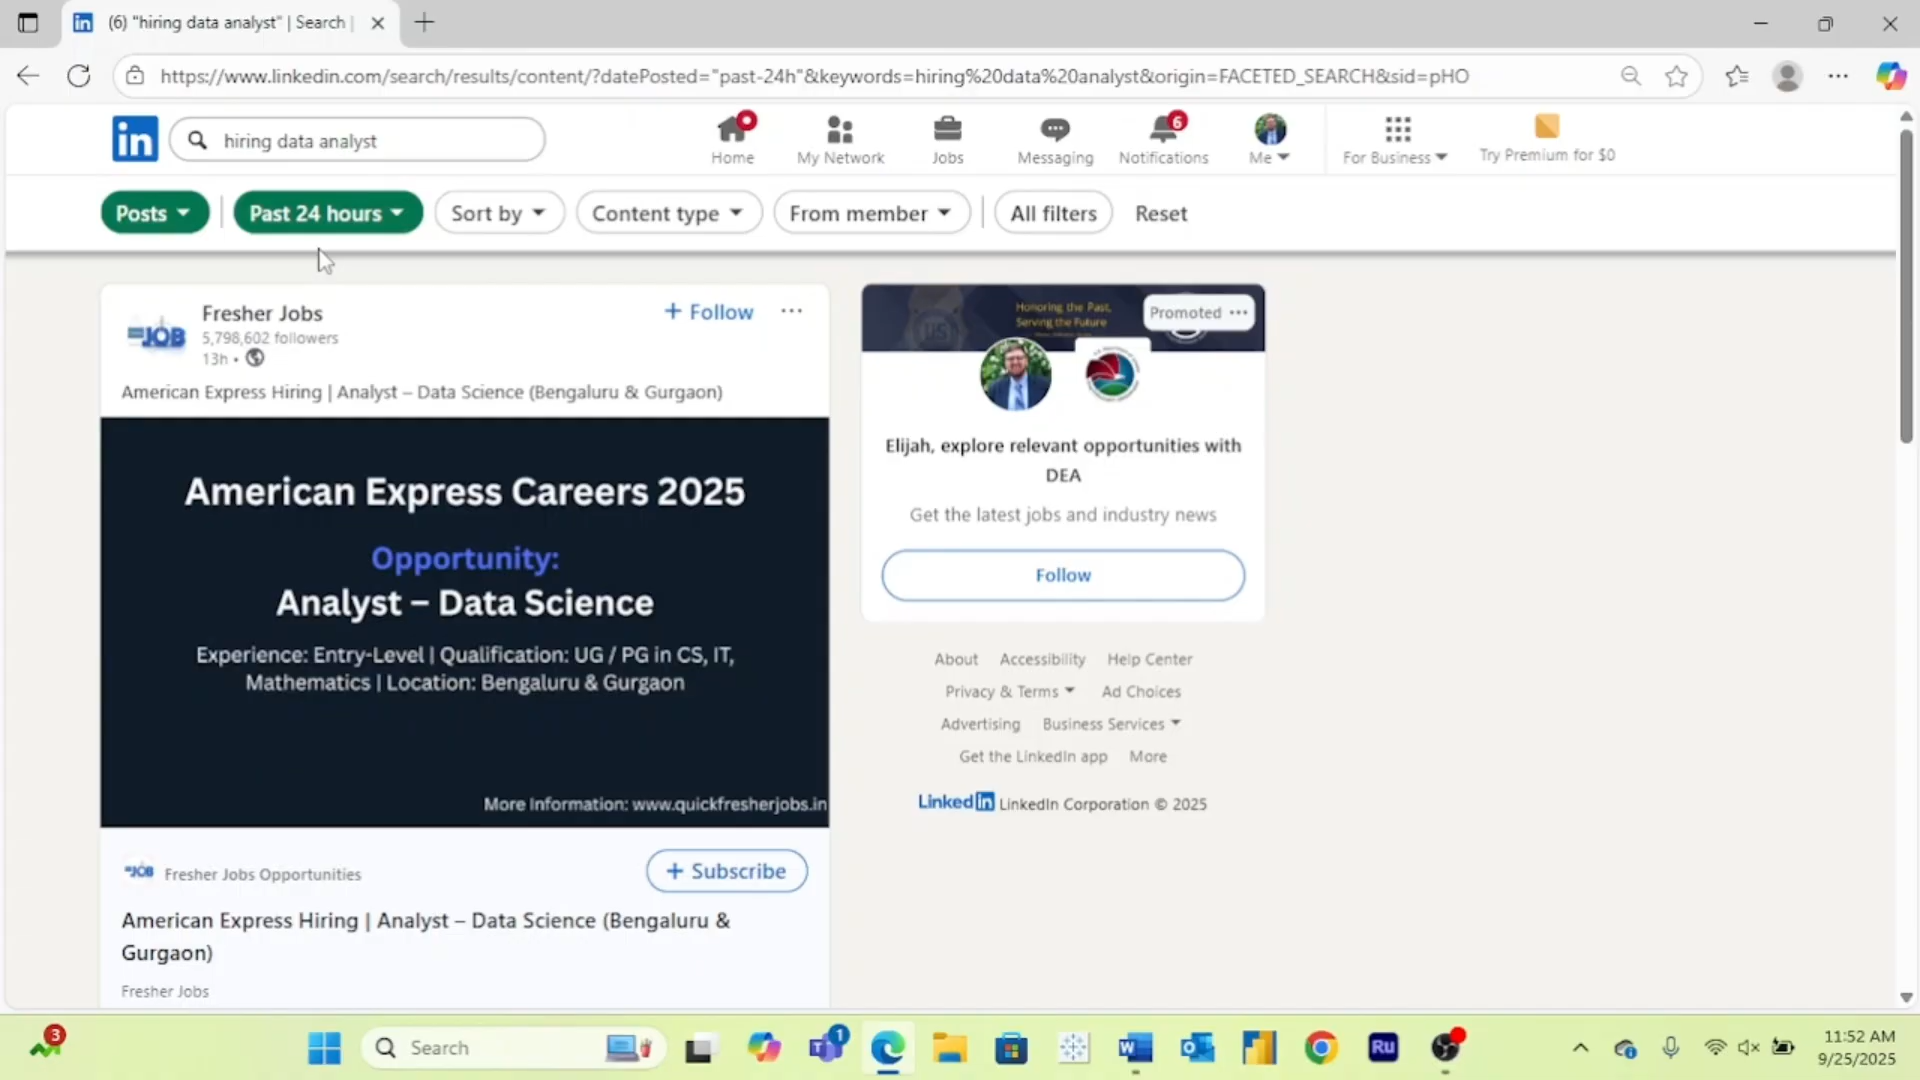 (6) "hiring data analyst" | Search |
https://www.linkedin.com/search/results/content/?datePosted="past-24h"&keywords=hiring%20data%20analyst&origin=FACETED_SEARCH&sid=pHO
in
hiring data analyst
Home
My Network
Jobs
Messaging
6
Notifications
Me
For Business
Try Premium for $0
Posts
Past 24 hours
Sort by
Content type
From member
All filters
Reset
JOB
Fresher Jobs
5,798,602 followers
13h •
+ Follow
American Express Hiring | Analyst – Data Science (Bengaluru & Gurgaon)
American Express Careers 2025
Opportunity:
Analyst – Data Science
Experience: Entry-Level | Qualification: UG / PG in CS, IT,
Mathematics | Location: Bengaluru & Gurgaon
More Information: www.quickfresherjobs.in
JOB
Fresher Jobs Opportunities
+ Subscribe
American Express Hiring | Analyst – Data Science (Bengaluru &
Gurgaon)
Fresher Jobs
Honoring the Past,
Serving the Future
Promoted
Elijah, explore relevant opportunities with
DEA
Get the latest jobs and industry news
Follow
About Accessibility Help Center
Privacy & Terms Ad Choices
Advertising Business Services
Get the LinkedIn app More
LinkedIn LinkedIn Corporation © 2025
3
Search
1
Ru
11:52 AM
9/25/2025